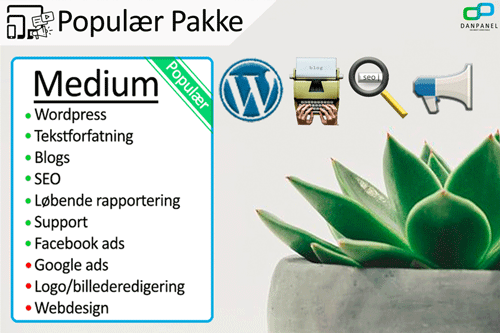 Populær Pakke
DANPANEL
Medium
Populær
Wordpress
Tekstforfatning
Blogs
SEO
Løbende rapportering
Support
Facebook ads
Google ads
Logo/billederedigering
Webdesign
blog
seo